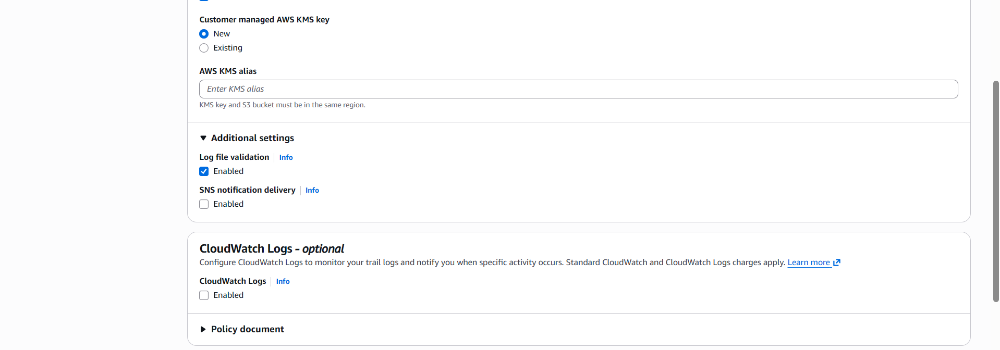 Customer managed AWS KMS key
New
Existing
AWS KMS alias
Enter KMS alias
KMS key and S3 bucket must be in the same region.
Additional settings
Log file validation Info
Enabled
SNS notification delivery Info
Enabled
CloudWatch Logs - optional
Configure CloudWatch Logs to monitor your trail logs and notify you when specific activity occurs. Standard CloudWatch and CloudWatch Logs charges apply. Learn more
CloudWatch Logs Info
Enabled
Policy document